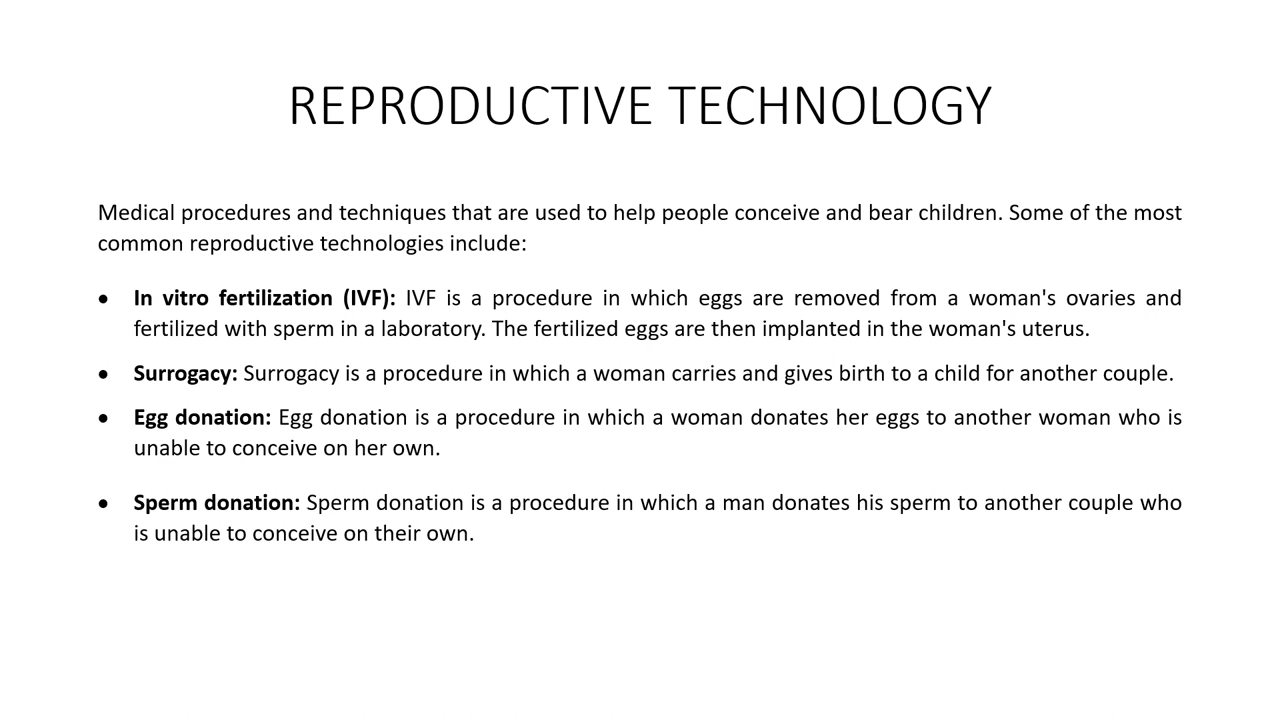 REPRODUCTIVE TECHNOLOGY
Medical procedures and techniques that are used to help people conceive and bear children. Some of the most
common reproductive technologies include:
• In vitro fertilization (IVF): IVF is a procedure in which eggs are removed from a woman's ovaries and
fertilized with sperm in a laboratory. The fertilized eggs are then implanted in the woman's uterus.
• Surrogacy: Surrogacy is a procedure in which a woman carries and gives birth to a child for another couple.
• Egg donation: Egg donation is a procedure in which a woman donates her eggs to another woman who is
unable to conceive on her own.
• Sperm donation: Sperm donation is a procedure in which a man donates his sperm to another couple who
is unable to conceive on their own.